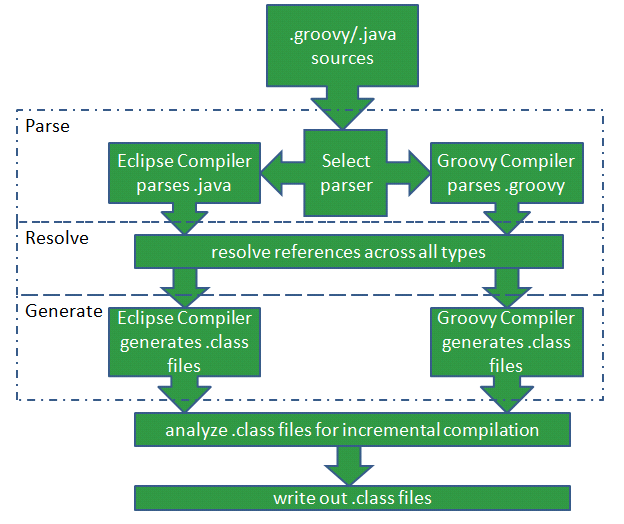 .groovy/.java
sources
Parse
Eclipse Compiler
parses .java
Select
parser
Groovy Compiler
parses .groovy
Resolve
resolve references across all types
Generate
Eclipse Compiler
generates .class
files
Groovy Compiler
generates .class
files
analyze .class files for incremental compilation
write out .class files